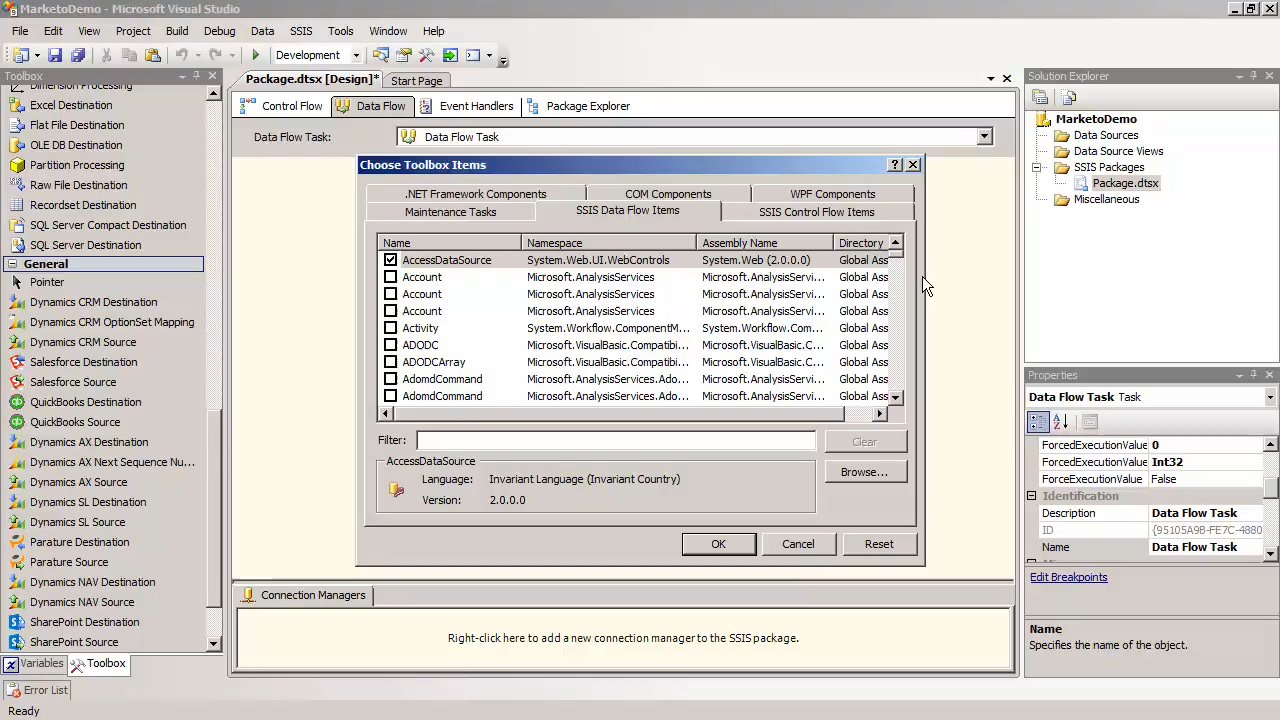 MarketoDemo - Microsoft Visual Studio
File Edit View Project Build Debug Data SSIS Tools Window Help
Development
Toolbox
Dimension Processing
Excel Destination
Flat File Destination
OLE DB Destination
Partition Processing
Raw File Destination
Recordset Destination
SQL Server Compact Destination
SQL Server Destination
General
Pointer
Dynamics CRM Destination
Dynamics CRM OptionSet Mapping
Dynamics CRM Source
Salesforce Destination
Salesforce Source
QuickBooks Destination
QuickBooks Source
Dynamics AX Destination
Dynamics AX Next Sequence Nu...
Dynamics AX Source
Dynamics SL Destination
Dynamics SL Source
Parature Destination
Parature Source
Dynamics NAV Destination
Dynamics NAV Source
SharePoint Destination
SharePoint Source
Variables Toolbox
Error List
Ready
Package.dtsx [Design]* Start Page
Control Flow Data Flow Event Handlers Package Explorer
Data Flow Task: Data Flow Task
Choose Toolbox Items
.NET Framework Components COM Components WPF Components
Maintenance Tasks SSIS Data Flow Items SSIS Control Flow Items
Name Namespace Assembly Name Directory
AccessDataSource System.Web.UI.WebControls System.Web (2.0.0.0) Global Ass
Account Microsoft.AnalysisServices Microsoft.AnalysisServi... Global Ass
Account Microsoft.AnalysisServices Microsoft.AnalysisServi... Global Ass
Account Microsoft.AnalysisServices Microsoft.AnalysisServi... Global Ass
Activity System.Workflow.ComponentM... System.Workflow.Com... Global Ass
ADODC Microsoft.VisualBasic.Compatibi... Microsoft.VisualBasic.C... Global Ass
ADODCArray Microsoft.VisualBasic.Compatibi... Microsoft.VisualBasic.C... Global Ass
AdomdCommand Microsoft.AnalysisServices.Ado... Microsoft.AnalysisServi... Global Ass
AdomdCommand Microsoft.AnalysisServices.Ado... Microsoft.AnalysisServi... Global Ass
Filter: Clear
AccessDataSource
Language: Invariant Language (Invariant Country)
Version: 2.0.0.0
Browse...
OK Cancel Reset
Connection Managers
Right-click here to add a new connection manager to the SSIS package.
Solution Explorer
MarketoDemo
Data Sources
Data Source Views
SSIS Packages
Package.dtsx
Miscellaneous
Properties
Data Flow Task Task
ForcedExecutionValue 0
ForcedExecutionValue Int32
ForceExecutionValue False
Identification
Description Data Flow Task
ID {95105A9B-FE7C-4880
Name Data Flow Task
Edit Breakpoints
Name
Specifies the name of the object.